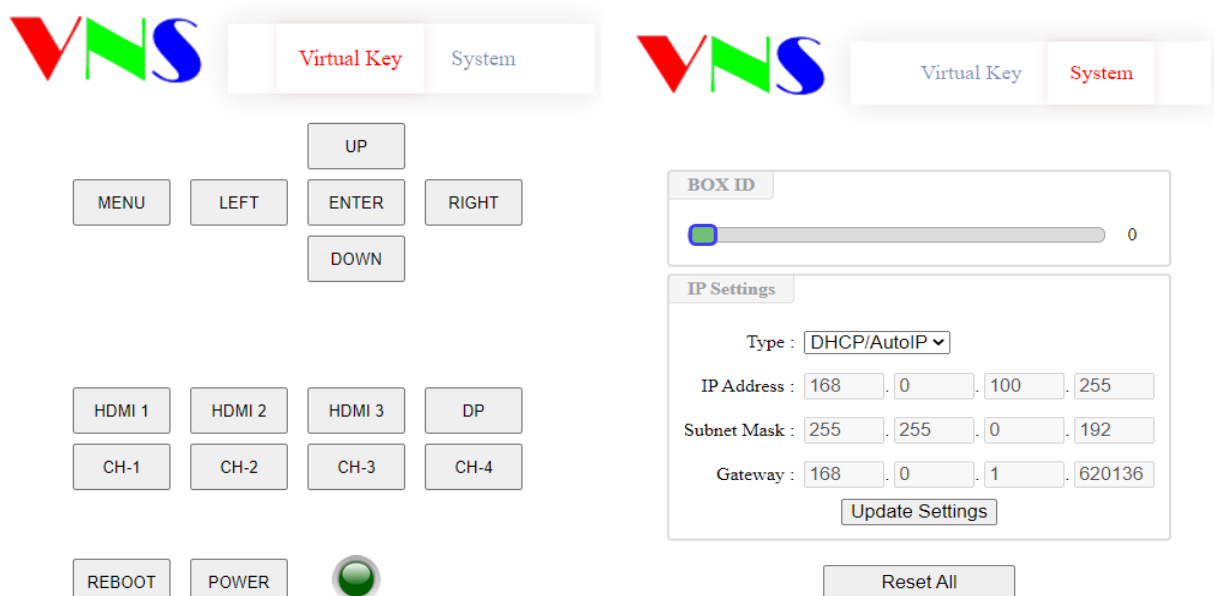 VNS
Virtual Key System
UP
MENU LEFT ENTER RIGHT
DOWN
HDMI 1 HDMI 2 HDMI 3 DP
CH-1 CH-2 CH-3 CH-4
REBOOT POWER
VNS
Virtual Key System
BOX ID
0
IP Settings
Type : DHCP/AutoIP
IP Address : 168 . 0 . 100 . 255
Subnet Mask : 255 . 255 . 0 . 192
Gateway : 168 . 0 . 1 . 620136
Update Settings
Reset All